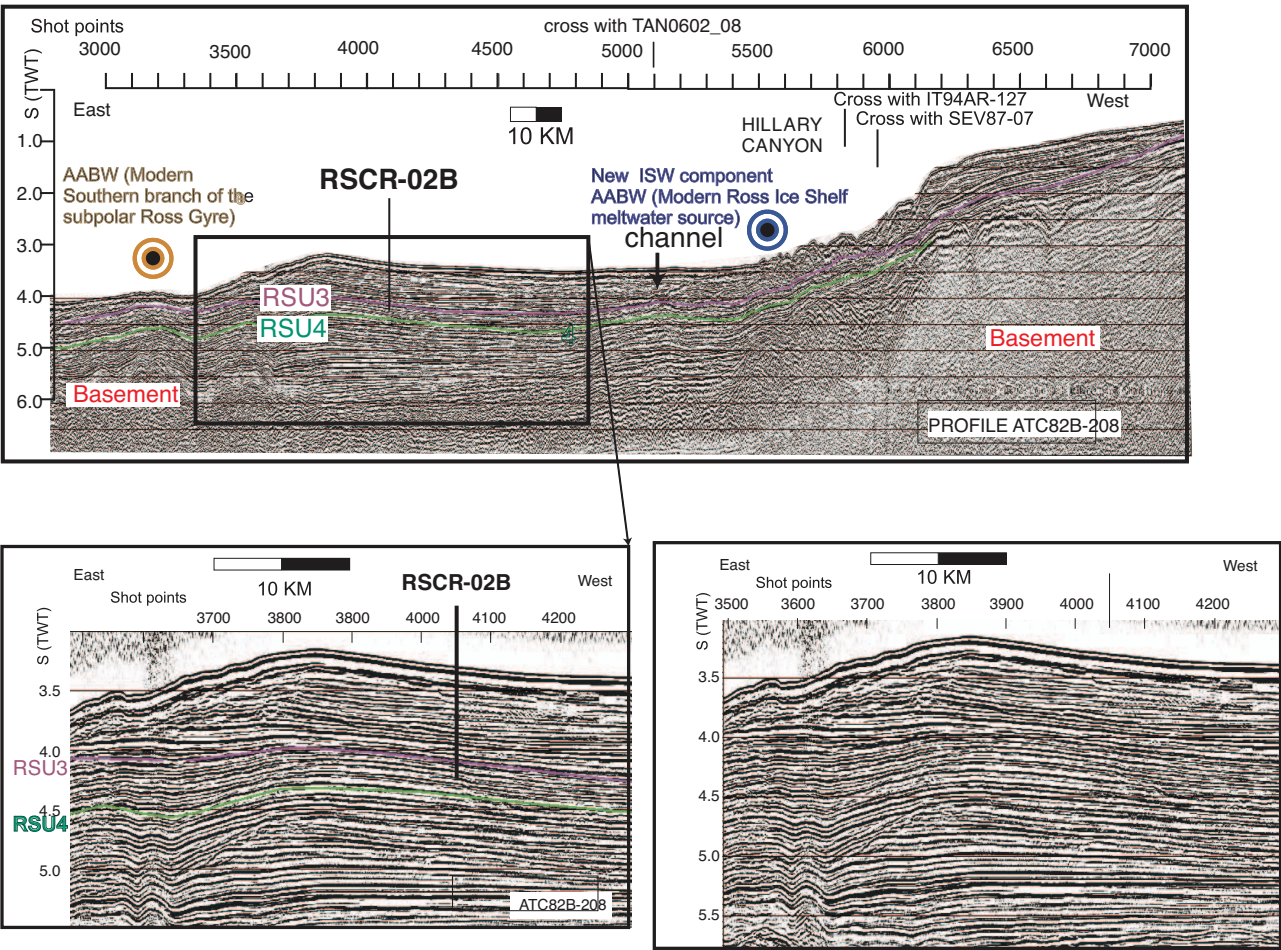 Shot points
cross with TAN0602_08
3000 3500 4000 4500 5000 5500 6000 6500 7000
S (TWT)
East
10 KM
Cross with IT94AR-127
West
Cross with SEV87-07
HILLARY
CANYON
1.0
2.0
3.0
4.0
5.0
6.0
AABW (Modern
Southern branch of the
subpolar Ross Gyre)
RSCR-02B
New ISW component
AABW (Modern Ross Ice Shelf
meltwater source)
channel
RSU3
RSU4
4
Basement
Basement
PROFILE ATC82B-208
East
10 KM
RSCR-02B
West
Shot points
3700 3800 3800 4000 4100 4200
S (TWT)
3.5
4.0
RSU3
4.5
RSU4
5.0
ATC82B-208
East
10 KM
West
Shot points
3500 3600 3700 3800 3900 4000 4100 4200
S (TWT)
3.5
4.0
4.5
5.0
5.5